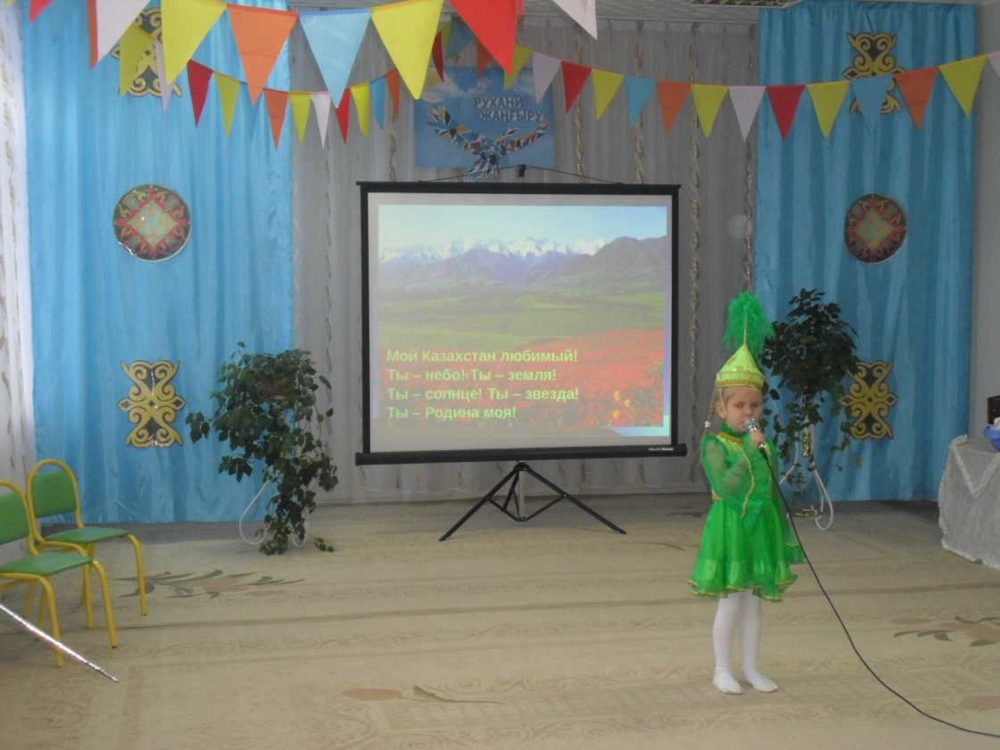 РУХАНИ
ЖАҢҒЫРУ
Мой Казахстан любимый!
Ты – небо! Ты – земля!
Ты – солнце! Ты – звезда!
Ты – Родина моя!